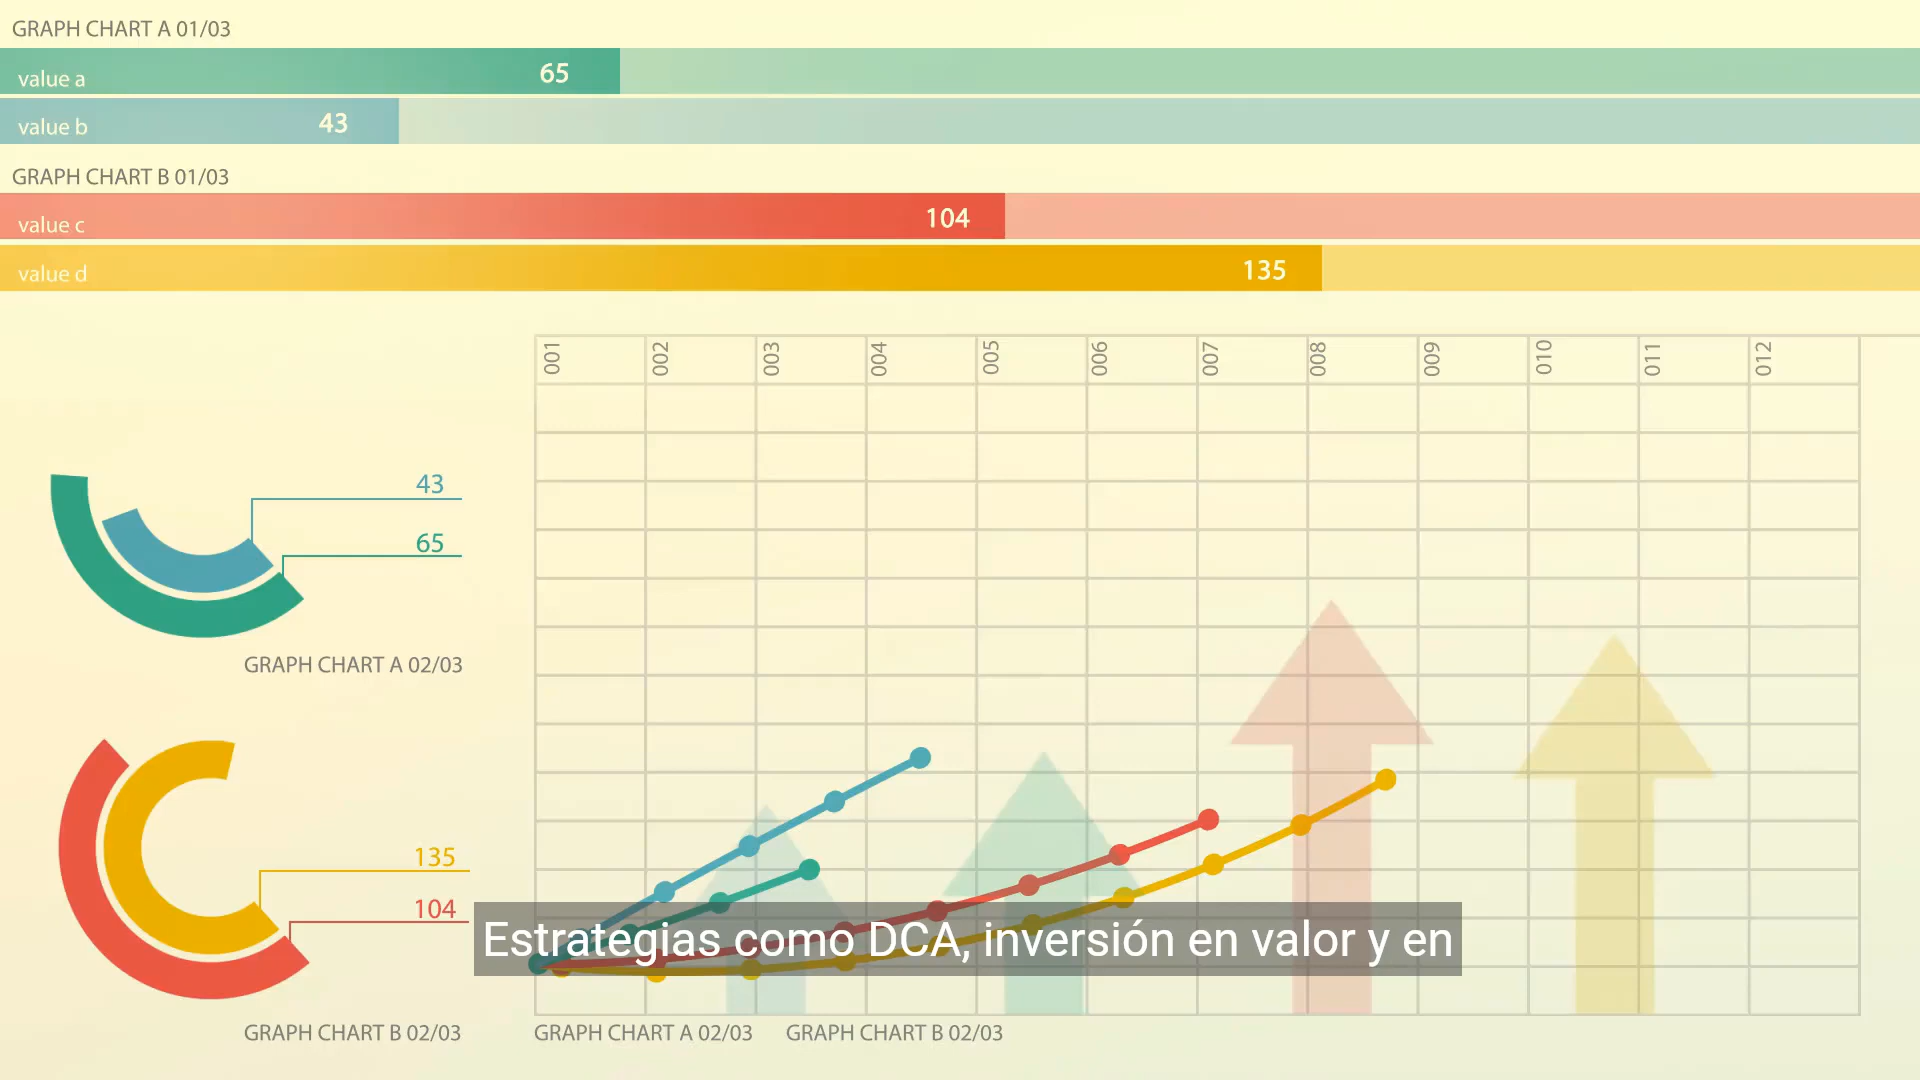 GRAPH CHART A 01/03
value a 65
value b 43
GRAPH CHART B 01/03
value c 104
value d 135
001 002 003 004 005 006 007 008 009 010 011 012
43
65
GRAPH CHART A 02/03
135
104
Estrategias como DCA, inversión en valor y en
GRAPH CHART B 02/03
GRAPH CHART A 02/03 GRAPH CHART B 02/03